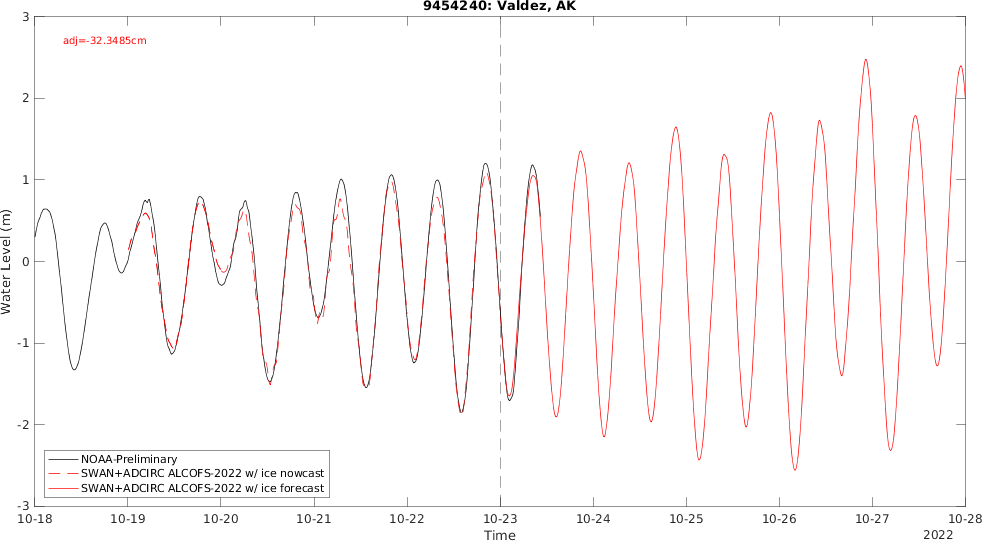 9454240: Valdez, AK
adj=-32.3485cm
3
2
1
0
-1
-2
-3
Water Level (m)
NOAA-Preliminary
SWAN+ADCIRC ALCOFS-2022 w/ ice nowcast
SWAN+ADCIRC ALCOFS-2022 w/ ice forecast
10-18 10-19 10-20 10-21 10-22 10-23 10-24 10-25 10-26 10-27 10-28
Time
2022